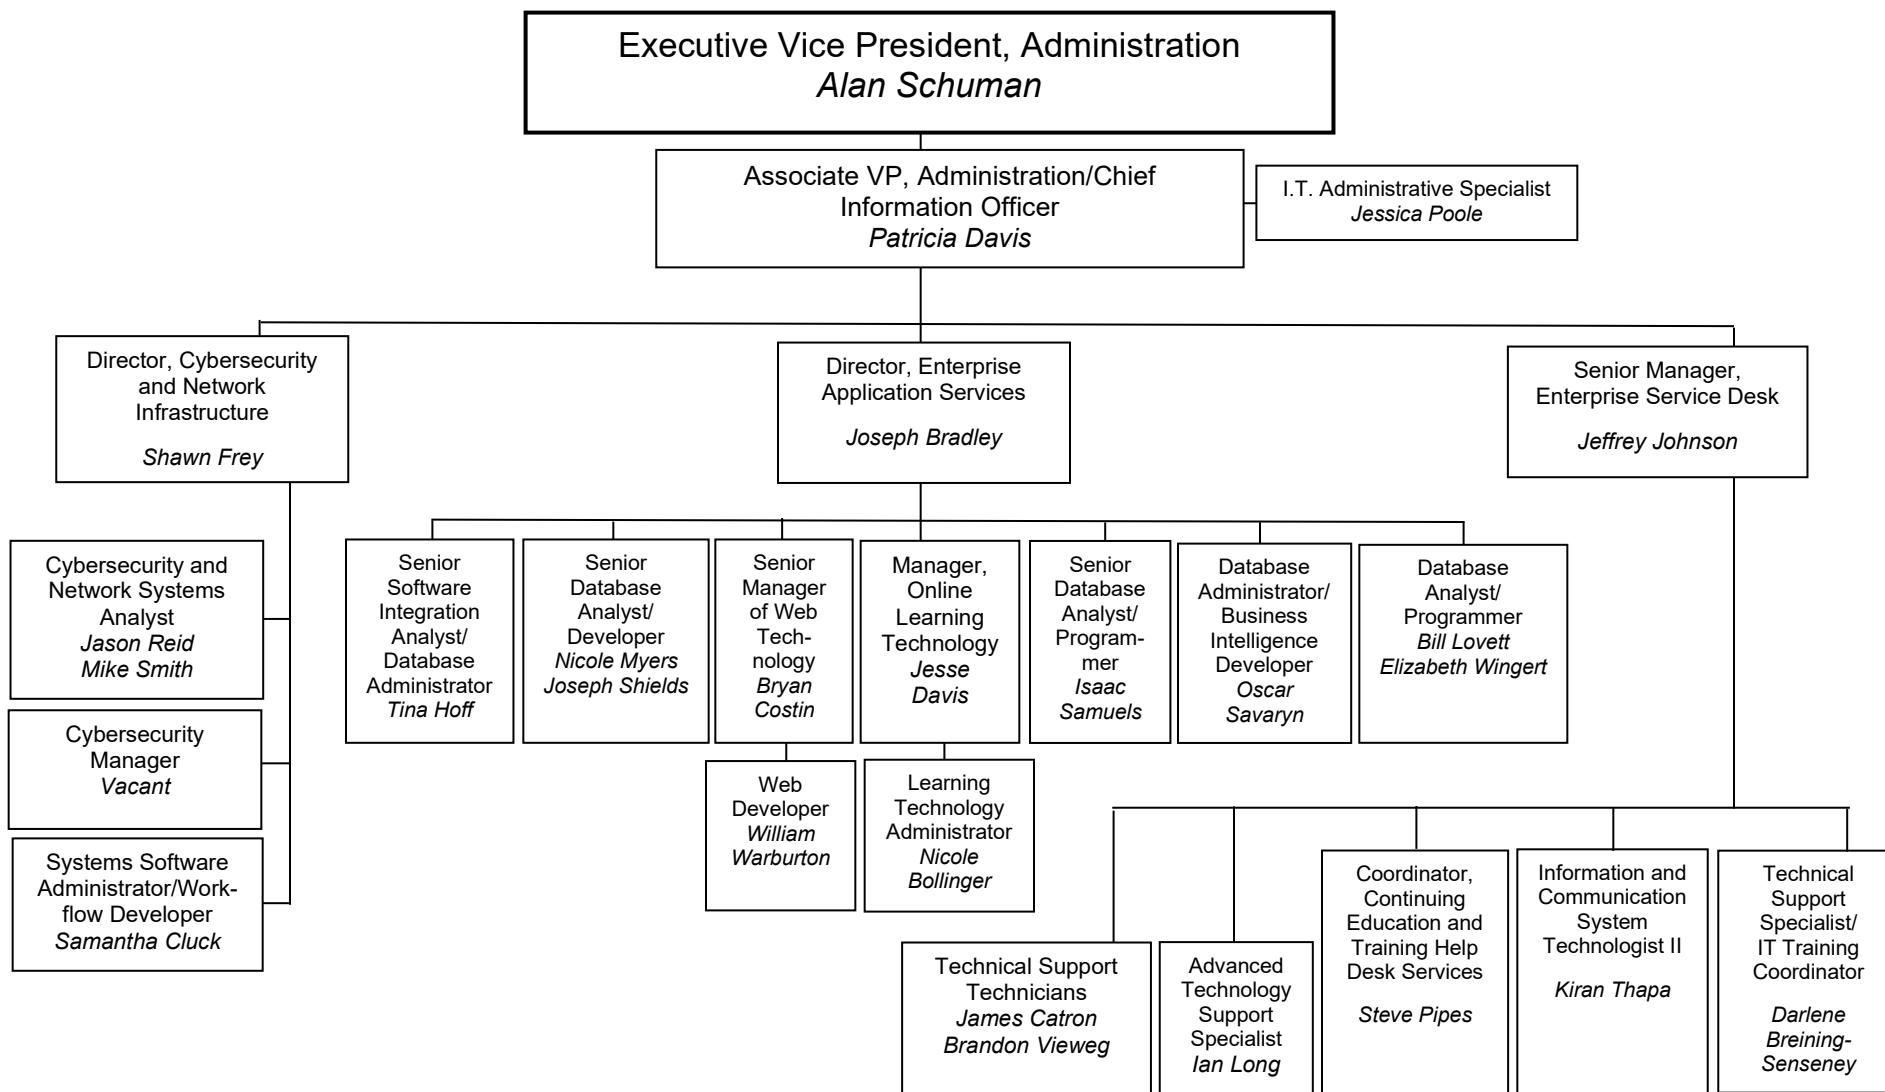 Executive Vice President, Administration
Alan Schuman
Associate VP, Administration/Chief
Information Officer
Patricia Davis
I.T. Administrative Specialist
Jessica Poole
Director, Cybersecurity
and Network
Infrastructure
Shawn Frey
Director, Enterprise
Application Services
Joseph Bradley
Senior Manager,
Enterprise Service Desk
Jeffrey Johnson
Cybersecurity and
Network Systems
Analyst
Jason Reid
Mike Smith
Cybersecurity
Manager
Vacant
Systems Software
Administrator/Work-
flow Developer
Samantha Cluck
Senior
Software
Integration
Analyst/
Database
Administrator
Tina Hoff
Senior
Database
Analyst/
Developer
Nicole Myers
Joseph Shields
Senior
Manager
of Web
Tech-
nology
Bryan
Costin
Manager,
Online
Learning
Technology
Jesse
Davis
Senior
Database
Analyst/
Program-
mer
Isaac
Samuels
Database
Administrator/
Business
Intelligence
Developer
Oscar
Savaryn
Database
Analyst/
Programmer
Bill Lovett
Elizabeth Wingert
Web
Developer
William
Warburton
Learning
Technology
Administrator
Nicole
Bollinger
Technical Support
Technicians
James Catron
Brandon Vieweg
Advanced
Technology
Support
Specialist
Ian Long
Coordinator,
Continuing
Education and
Training Help
Desk Services
Steve Pipes
Information and
Communication
System
Technologist II
Kiran Thapa
Technical
Support
Specialist/
IT Training
Coordinator
Darlene
Breining-
Senseney